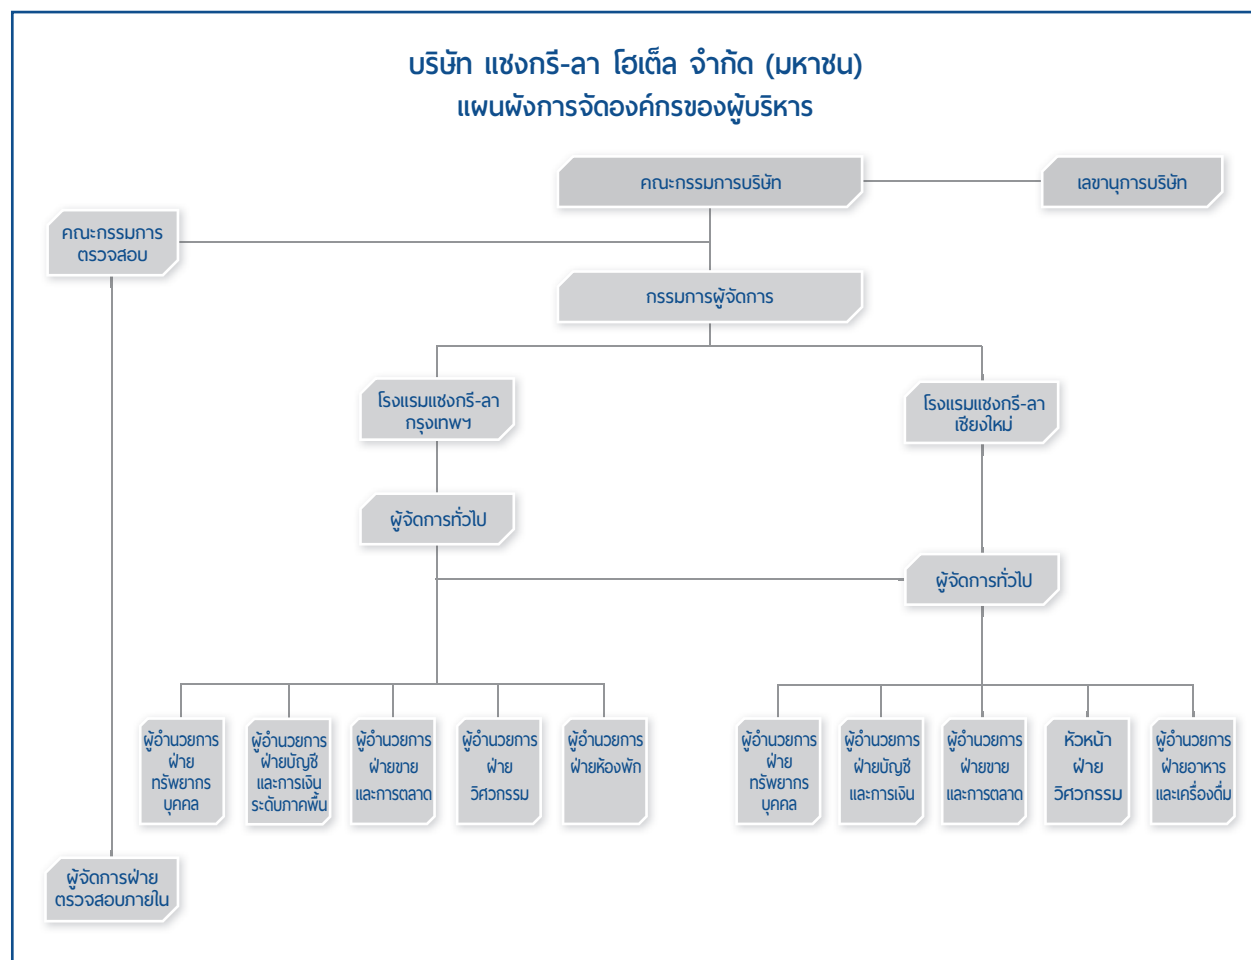 บริษัท แชงกรี-ลา โฮเต็ล จำกัด (มหาชน)
แผนผังการจัดองค์กรของผู้บริหาร
คณะกรรมการบริษัท
เลขานุการบริษัท
คณะกรรมการ
ตรวจสอบ
กรรมการผู้จัดการ
โรงแรมแชงกรี-ลา
กรุงเทพฯ
โรงแรมแชงกรี-ลา
เชียงใหม่
ผู้จัดการทั่วไป
ผู้จัดการทั่วไป
ผู้อำนวยการ
ฝ่าย
ทรัพยากร
บุคคล
ผู้อำนวยการ
ฝ่ายบัญชี
และการเงิน
ระดับภาคพื้น
ผู้อำนวยการ
ฝ่ายขาย
และการตลาด
ผู้อำนวยการ
ฝ่าย
วิศวกรรม
ผู้อำนวยการ
ฝ่ายห้องพัก
ผู้อำนวยการ
ฝ่าย
ทรัพยากร
บุคคล
ผู้อำนวยการ
ฝ่ายบัญชี
และการเงิน
ผู้อำนวยการ
ฝ่ายขาย
และการตลาด
หัวหน้า
ฝ่าย
วิศวกรรม
ผู้อำนวยการ
ฝ่ายอาหาร
และเครื่องดื่ม
ผู้จัดการฝ่าย
ตรวจสอบภายใน